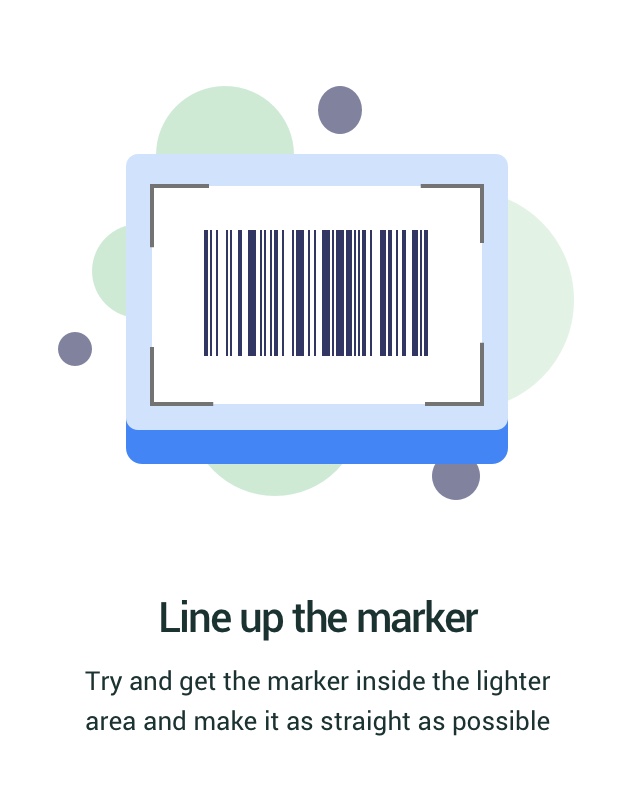 Line up the marker
Try and get the marker inside the lighter
area and make it as straight as possible